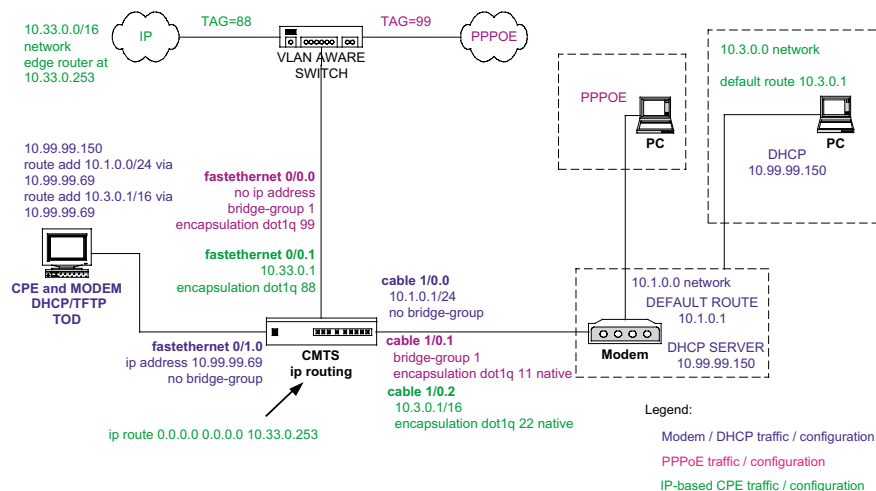 10.33.0.0/16
network
edge router at
10.33.0.253
IP
TAG=88
VLAN AWARE
SWITCH
TAG=99
PPPOE
PPPOE
PC
10.3.0.0 network
default route 10.3.0.1
PC
DHCP
10.99.99.150
10.99.99.150
route add 10.1.0.0/24 via
10.99.99.69
route add 10.3.0.1/16 via
10.99.99.69
CPE and MODEM
DHCP/TFTP
TOD
fastethernet 0/0.0
no ip address
bridge-group 1
encapsulation dot1q 99
fastethernet 0/0.1
10.33.0.1
encapsulation dot1q 88
fastethernet 0/1.0
ip address 10.99.99.69
no bridge-group
CMTS
ip routing
ip route 0.0.0.0 0.0.0.0 10.33.0.253
cable 1/0.0
10.1.0.1/24
no bridge-group
cable 1/0.1
bridge-group 1
encapsulation dot1q 11 native
cable 1/0.2
10.3.0.1/16
encapsulation dot1q 22 native
Modem
10.1.0.0 network
DEFAULT ROUTE
10.1.0.1
DHCP SERVER
10.99.99.150
Legend:
Modem / DHCP traffic / configuration
PPPoE traffic / configuration
IP-based CPE traffic / configuration